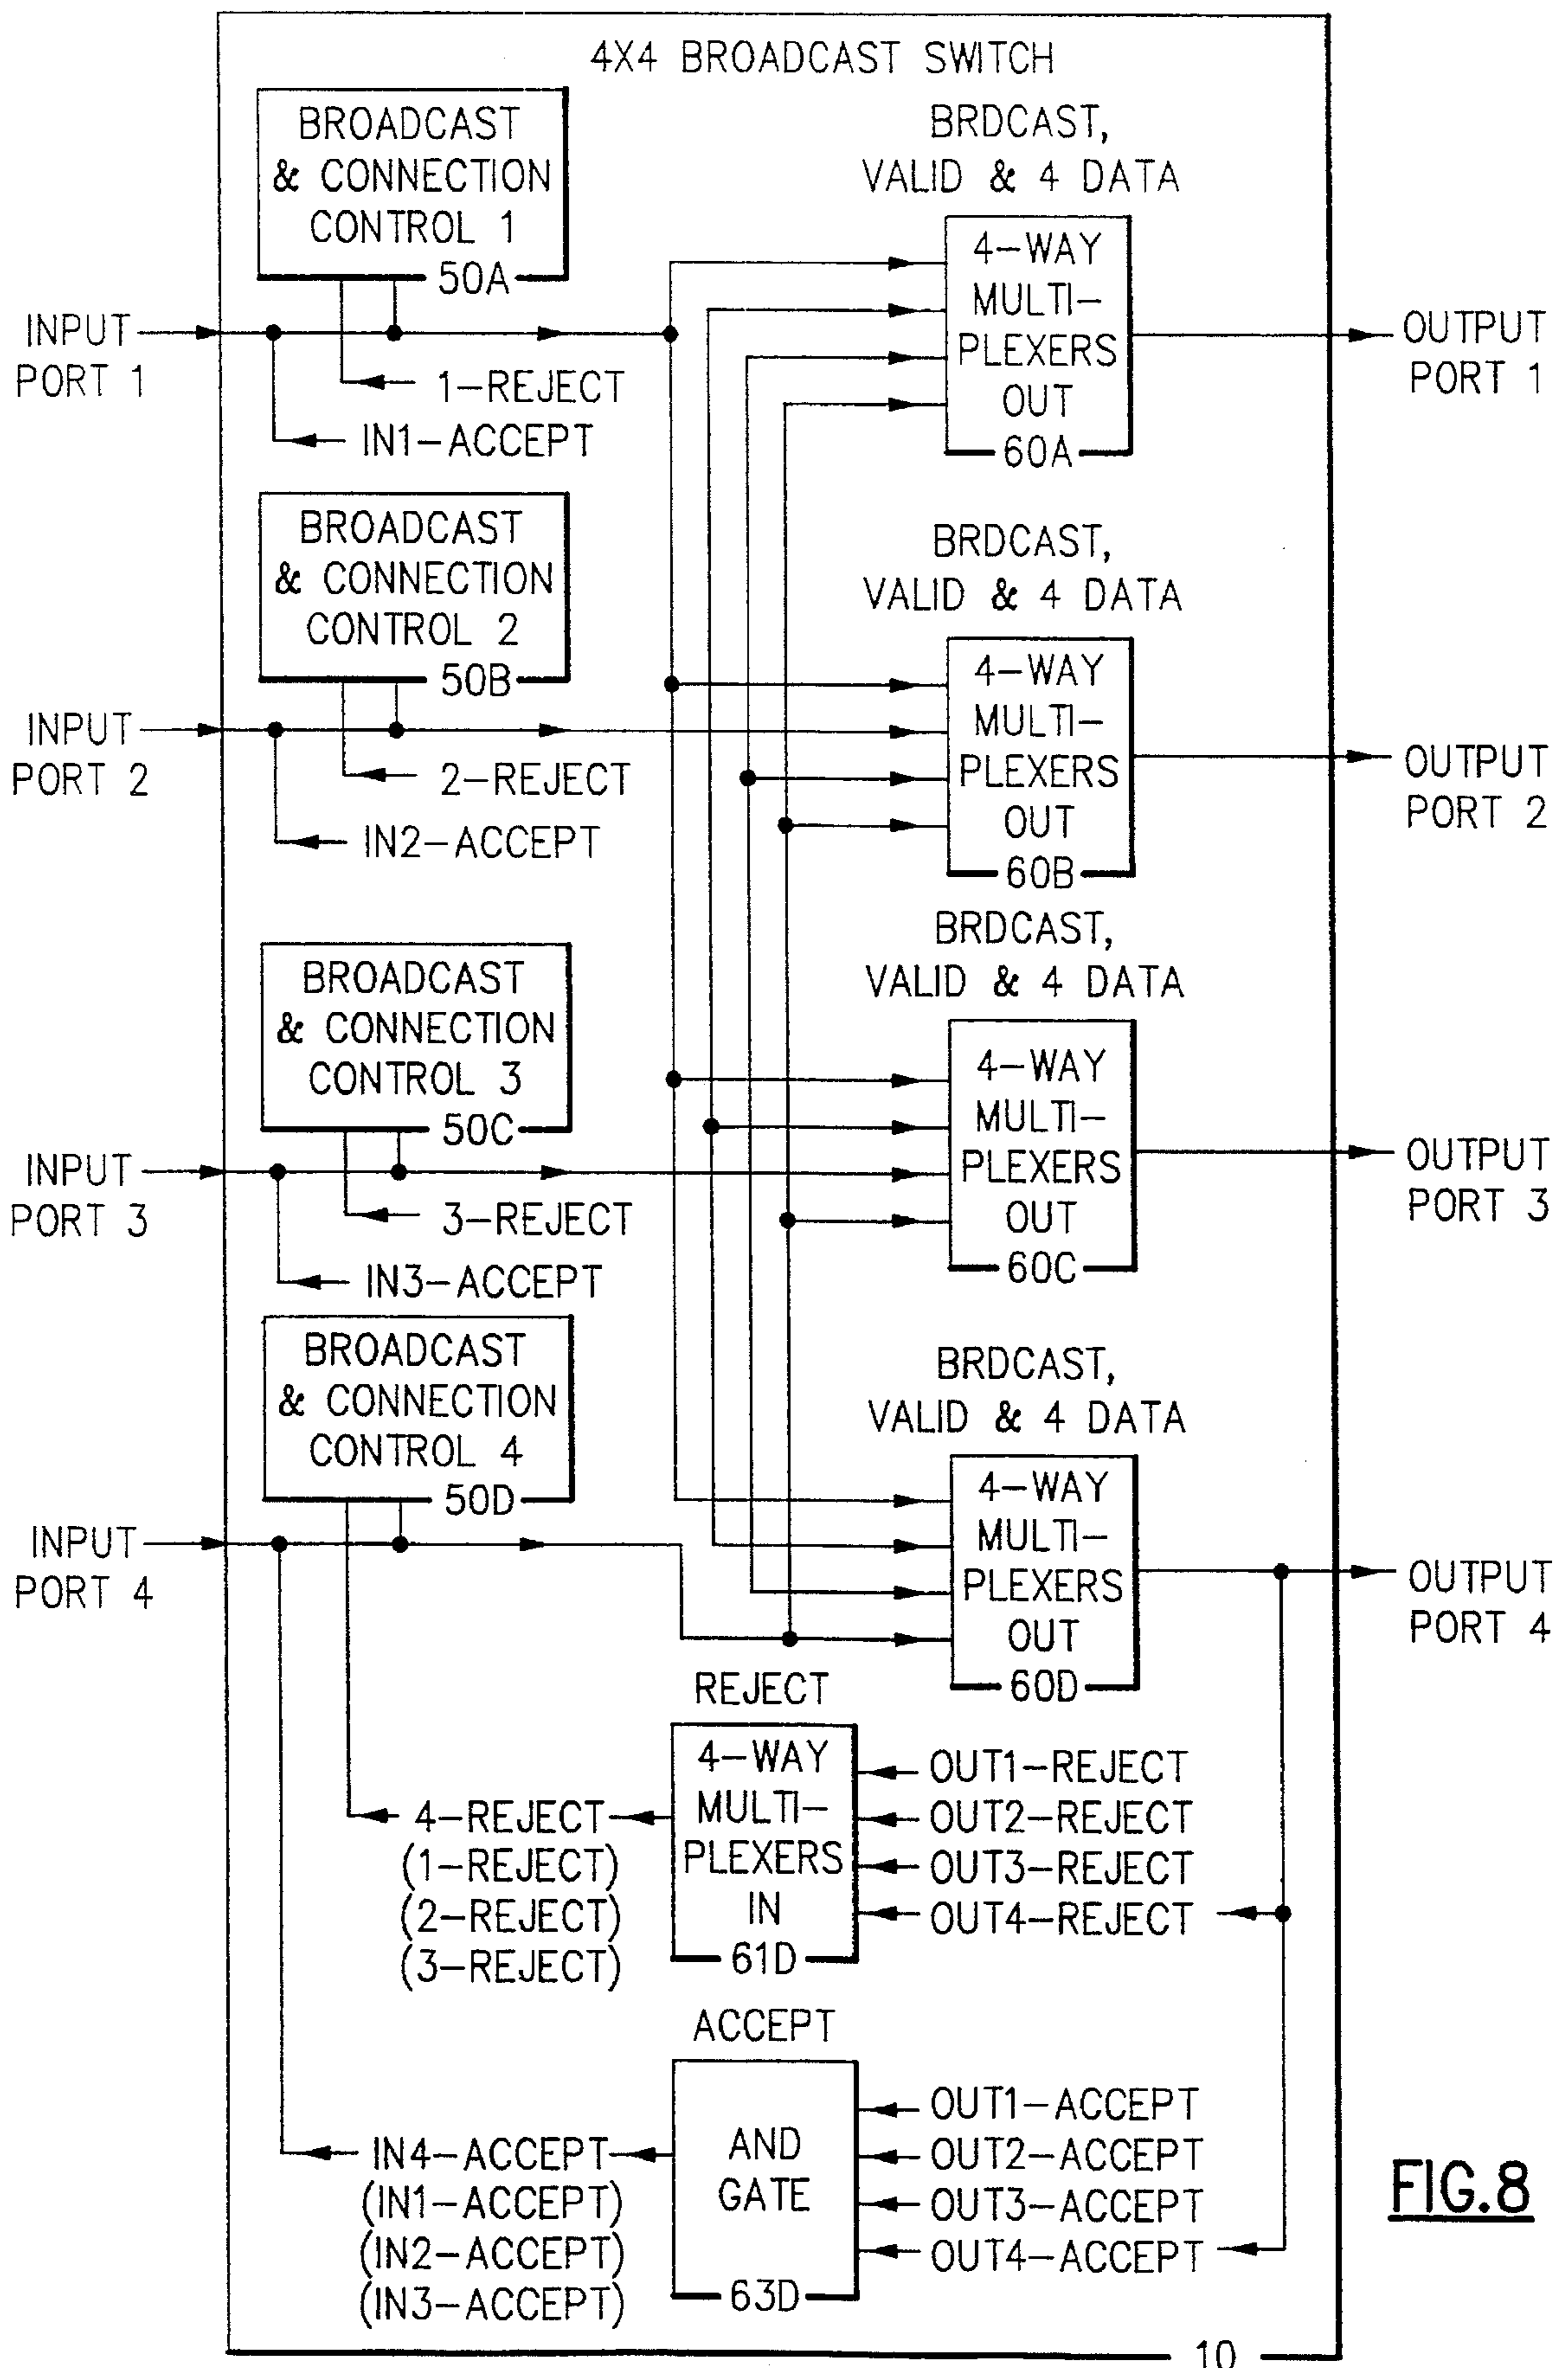 4X4 BROADCAST SWITCH
BROADCAST
& CONNECTION
CONTROL 1
50A
BRDCAST,
VALID & 4 DATA
4-WAY
MULTI-
PLEXERS
OUT
60A
INPUT
PORT 1
1-REJECT
IN1-ACCEPT
OUTPUT
PORT 1
BROADCAST
& CONNECTION
CONTROL 2
50B
BRDCAST,
VALID & 4 DATA
4-WAY
MULTI-
PLEXERS
OUT
60B
INPUT
PORT 2
2-REJECT
IN2-ACCEPT
OUTPUT
PORT 2
BROADCAST
& CONNECTION
CONTROL 3
50C
BRDCAST,
VALID & 4 DATA
4-WAY
MULTI-
PLEXERS
OUT
60C
INPUT
PORT 3
3-REJECT
IN3-ACCEPT
OUTPUT
PORT 3
BROADCAST
& CONNECTION
CONTROL 4
50D
BRDCAST,
VALID & 4 DATA
4-WAY
MULTI-
PLEXERS
OUT
60D
INPUT
PORT 4
OUTPUT
PORT 4
REJECT
4-WAY
MULTI-
PLEXERS
IN
61D
OUT1-REJECT
OUT2-REJECT
OUT3-REJECT
OUT4-REJECT
4-REJECT
(1-REJECT)
(2-REJECT)
(3-REJECT)
ACCEPT
AND
GATE
63D
OUT1-ACCEPT
OUT2-ACCEPT
OUT3-ACCEPT
OUT4-ACCEPT
IN4-ACCEPT
(IN1-ACCEPT)
(IN2-ACCEPT)
(IN3-ACCEPT)
10
FIG.8